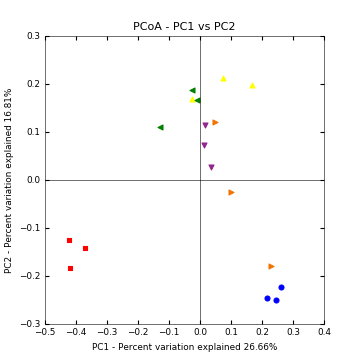 PCoA - PC1 vs PC2
0.3
0.2
0.1
0.0
−0.1
−0.2
−0.3
PC2 - Percent variation explained 16.81%
−0.5 −0.4 −0.3 −0.2 −0.1 0.0 0.1 0.2 0.3 0.4
PC1 - Percent variation explained 26.66%